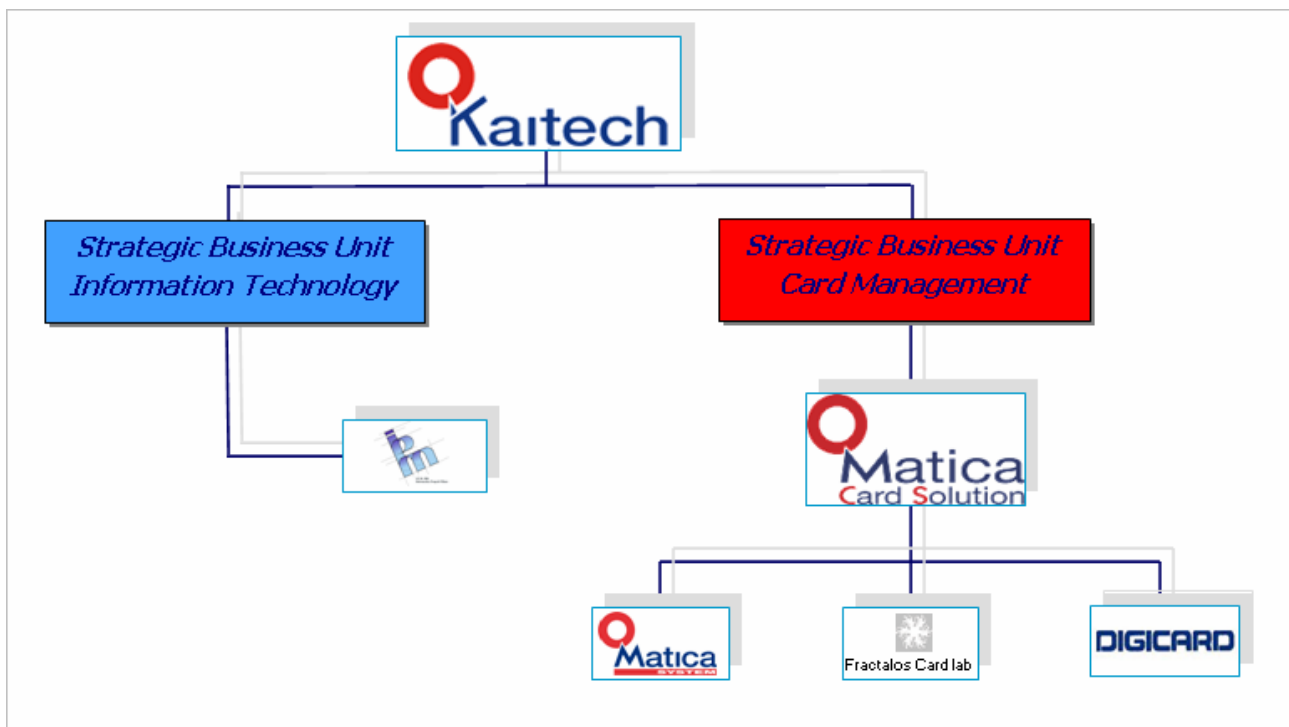 Kaitech
Strategic Business Unit
Information Technology
Strategic Business Unit
Card Management
ipm
Matica
Card Solution
Matica
SYSTEM
Fractalos Card lab
DIGICARD